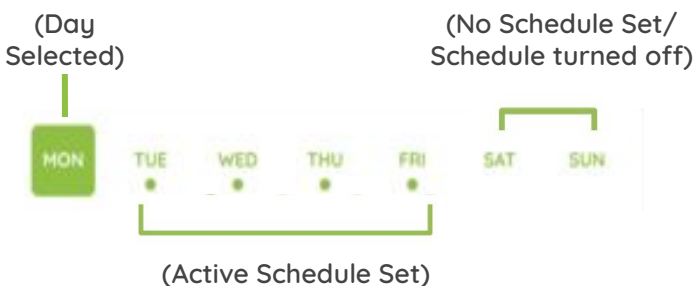 (Day
Selected)
(No Schedule Set/
Schedule turned off)
MON TUE WED THU FRI SAT SUN
(Active Schedule Set)